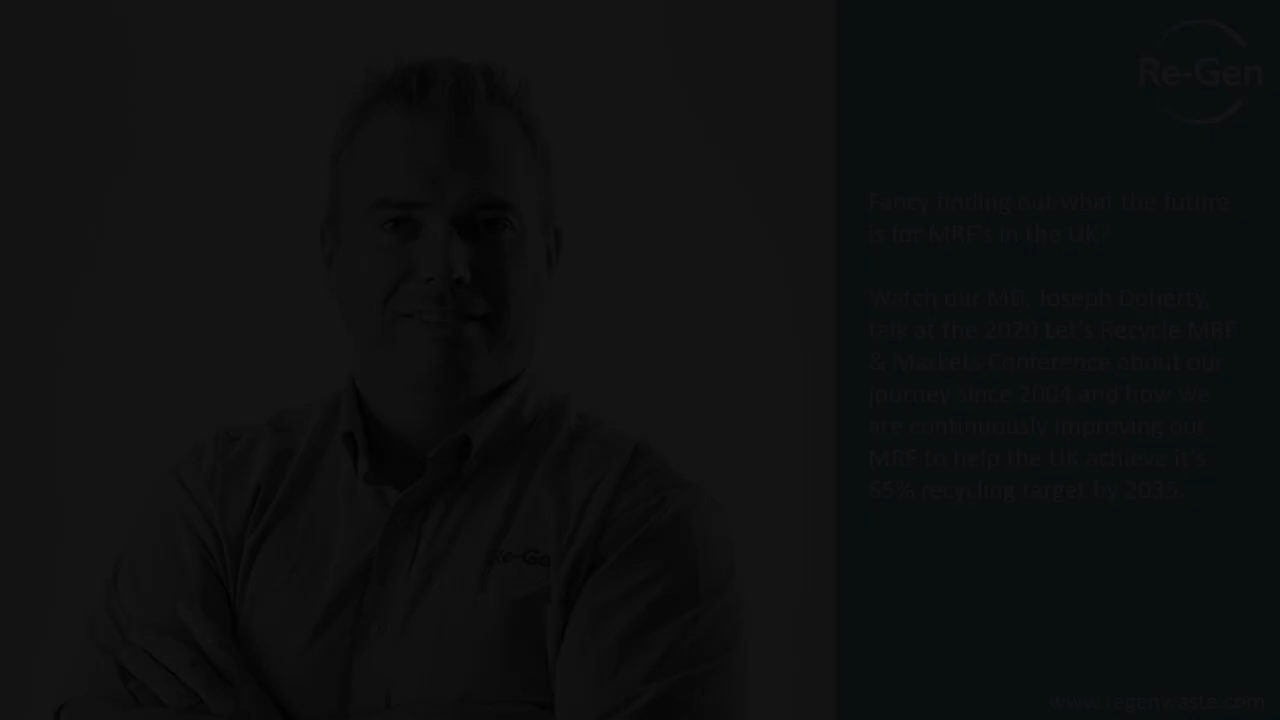 Re-Gen
Fancy finding out what the future
is for MRF's in the UK?
Watch our MD, Joseph Doherty,
talk at the 2020 Let's Recycle MRF
& Markets Conference about our
journey since 2004 and how we
are continuously improving our
MRF to help the UK achieve it's
65% recycling target by 2035.
Re-Ge
www.regenwaste.com